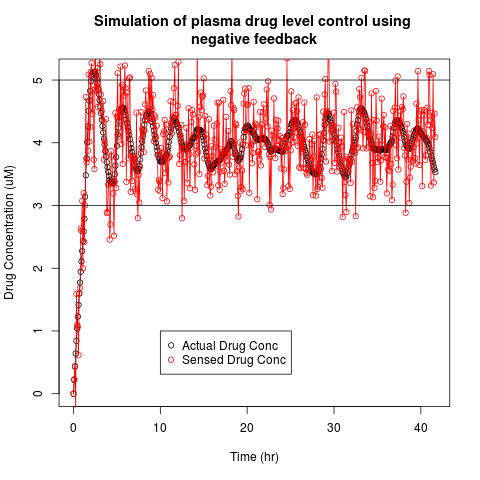 Simulation of plasma drug level control using
negative feedback
Drug Concentration (uM)
5
4
3
2
1
0
Actual Drug Conc
Sensed Drug Conc
0 10 20 30 40
Time (hr)